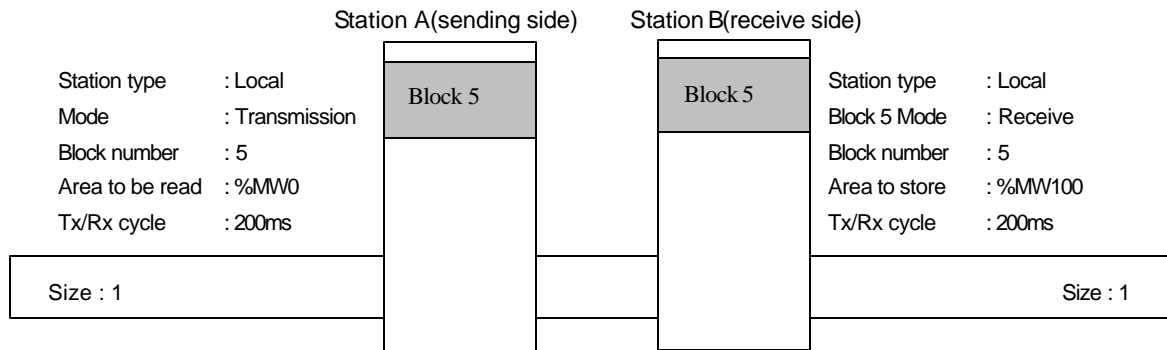 Station A(sending side)
Station B(receive side)
Station type : Local
Mode : Transmission
Block number : 5
Area to be read : %MW0
Tx/Rx cycle : 200ms
Block 5
Block 5
Station type : Local
Block 5 Mode : Receive
Block number : 5
Area to store : %MW100
Tx/Rx cycle : 200ms
Size : 1
Size : 1